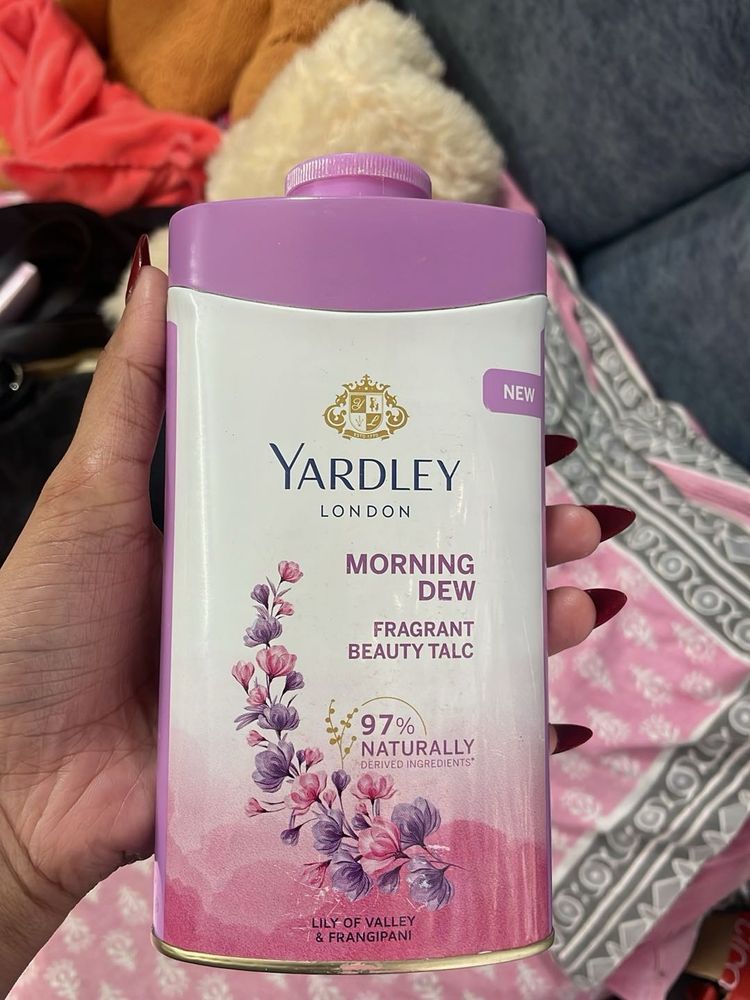 NEW
Y L
YARDLEY
LONDON
MORNING
DEW
FRAGRANT
BEAUTY TALC
97%
NATURALLY
DERIVED INGREDIENTS*
LILY OF VALLEY
& FRANGIPANI